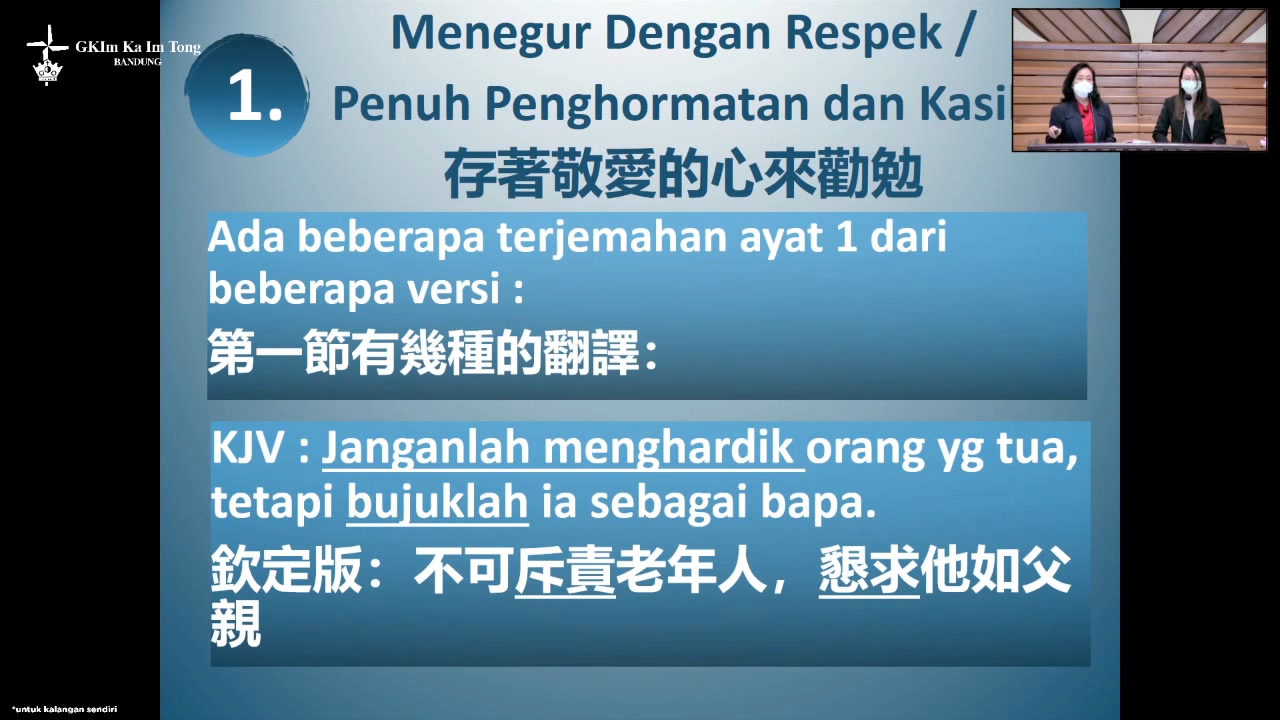 GKIm Ka Im Tong
BANDUNG
1.
Menegur Dengan Respek /
Penuh Penghormatan dan
存著敬愛的心來勸勉
Ada beberapa terjemahan ayat 1 dari
beberapa versi :
第一節有幾種的翻譯：
KJV : Janganlah menghardik orang yg tua,
tetapi bujuklah ia sebagai bapa.
欽定版：不可斥責老年人，懇求他如父
親
*untuk kalangan sendiri